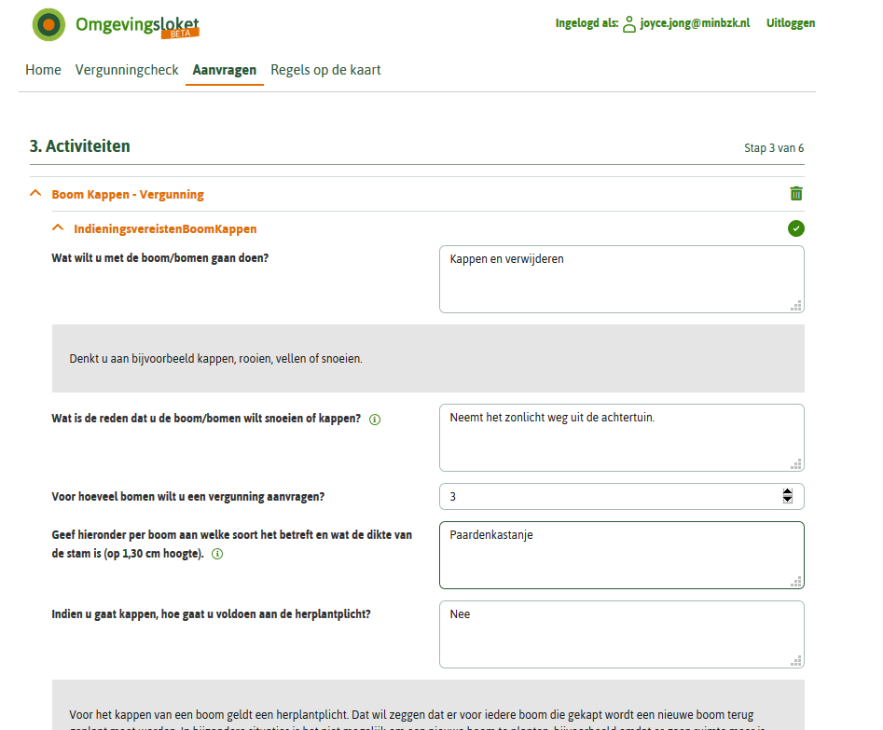 Omgevingsloket
BETA
Ingelogd als: joyce.jong@minbzk.nl Uitloggen
Home Vergunningcheck Aanvragen Regels op de kaart
3. Activiteiten
Stap 3 van 6
Boom Kappen - Vergunning
IndieningsvereistenBoomKappen
Wat wilt u met de boom/bomen gaan doen?
Kappen en verwijderen
Denkt u aan bijvoorbeeld kappen, rooien, vellen of snoeien.
Wat is de reden dat u de boom/bomen wilt snoeien of kappen?
Neemt het zonlicht weg uit de achtertuin.
Voor hoeveel bomen wilt u een vergunning aanvragen?
3
Geef hieronder per boom aan welke soort het betreft en wat de dikte van
de stam is (op 1,30 cm hoogte).
Paardenkastanje
Indien u gaat kappen, hoe gaat u voldoen aan de herplantplicht?
Nee
Voor het kappen van een boom geldt een herplantplicht. Dat wil zeggen dat er voor iedere boom die gekapt wordt een nieuwe boom terug